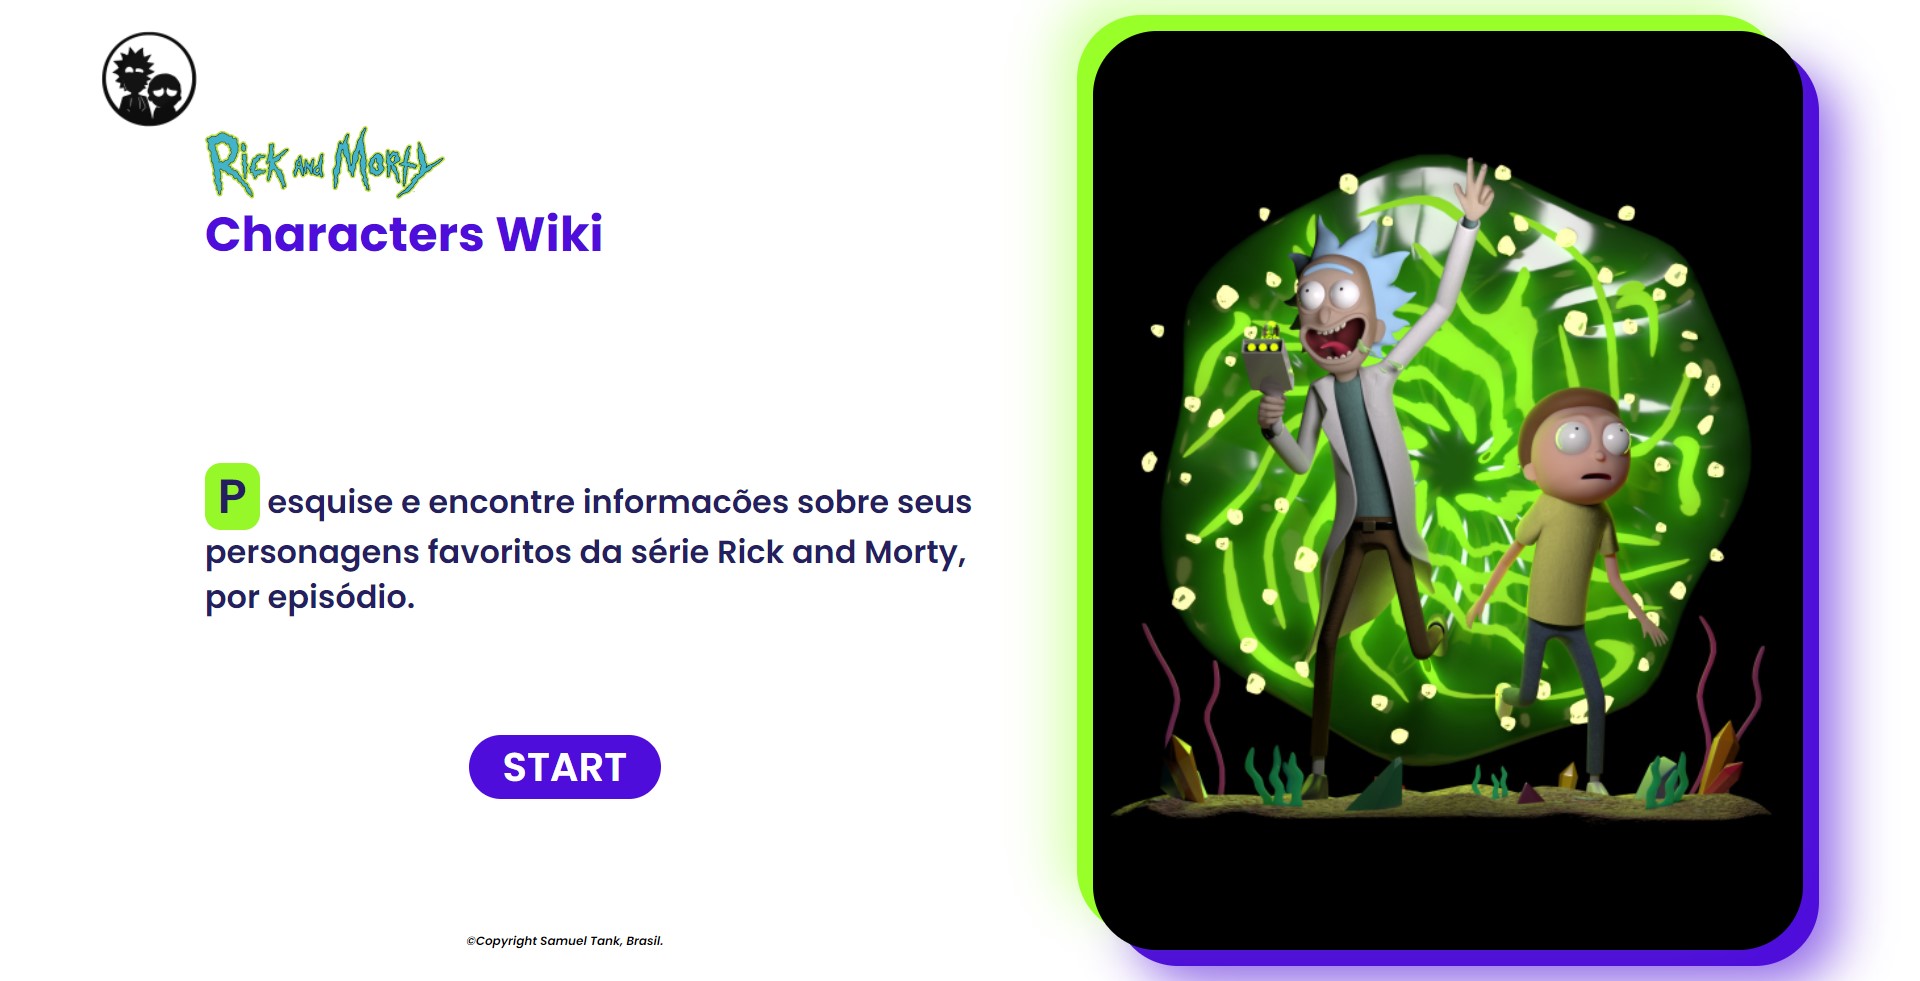 Rick and Morty
Characters Wiki
Pesquise e encontre informacões sobre seus
personagens favoritos da série Rick and Morty,
por episódio.
START
©Copyright Samuel Tank, Brasil.